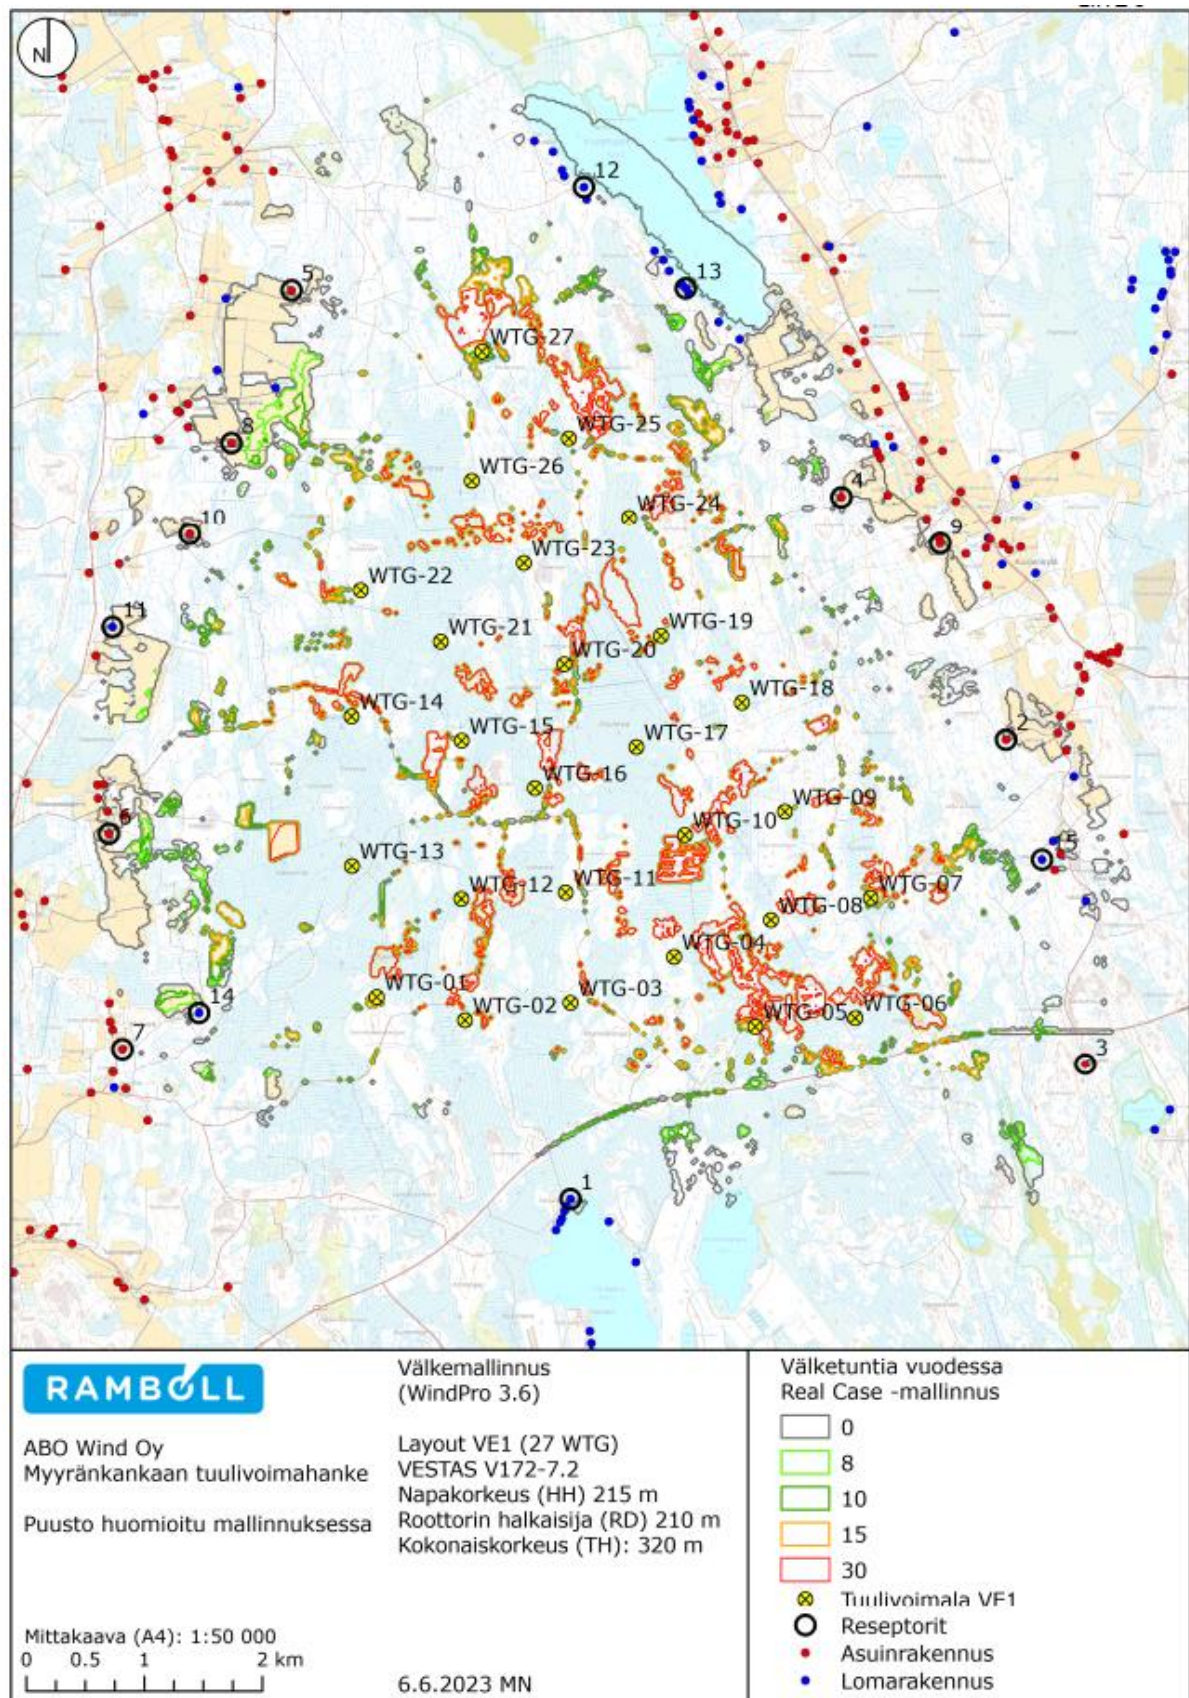 N
12
13
5
WTG-27
8
WTG-25
WTG-26
4
10
WTG-24
9
WTG-23
WTG-22
11
WTG-21
WTG-19
WTG-20
WTG-18
WTG-14
2
WTG-15
WTG-17
WTG-16
WTG-09
6
WTG-10
15
WTG-13
WTG-12
WTG-11
WTG-07
WTG-08
WTG-04
WTG-01
14
WTG-02
WTG-03
WTG-05
WTG-06
7
3
1
RAMBOLL
ABO Wind Oy
Myyränkankaan tuulivoimahanke
Puusto huomioitu mallinnuksessa
Mittakaava (A4): 1:50 000
0 0.5 1 2 km
Välkemallinnus
(WindPro 3.6)
Layout VE1 (27 WTG)
VESTAS V172-7.2
Napakorkeus (HH) 215 m
Roottorin halkaisija (RD) 210 m
Kokonaiskorkeus (TH): 320 m
6.6.2023 MN
Välketuntia vuodessa
Real Case -mallinnus
0
8
10
15
30
Tuulivoimala VE1
Reseptorit
Asuinrakennus
Lomarakennus